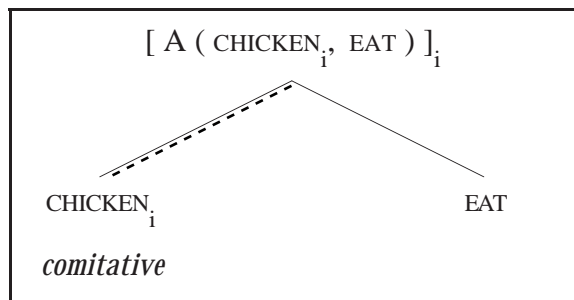 [ A ( CHICKENᵢ, EAT ) ]ᵢ
CHICKENᵢ EAT
comitative